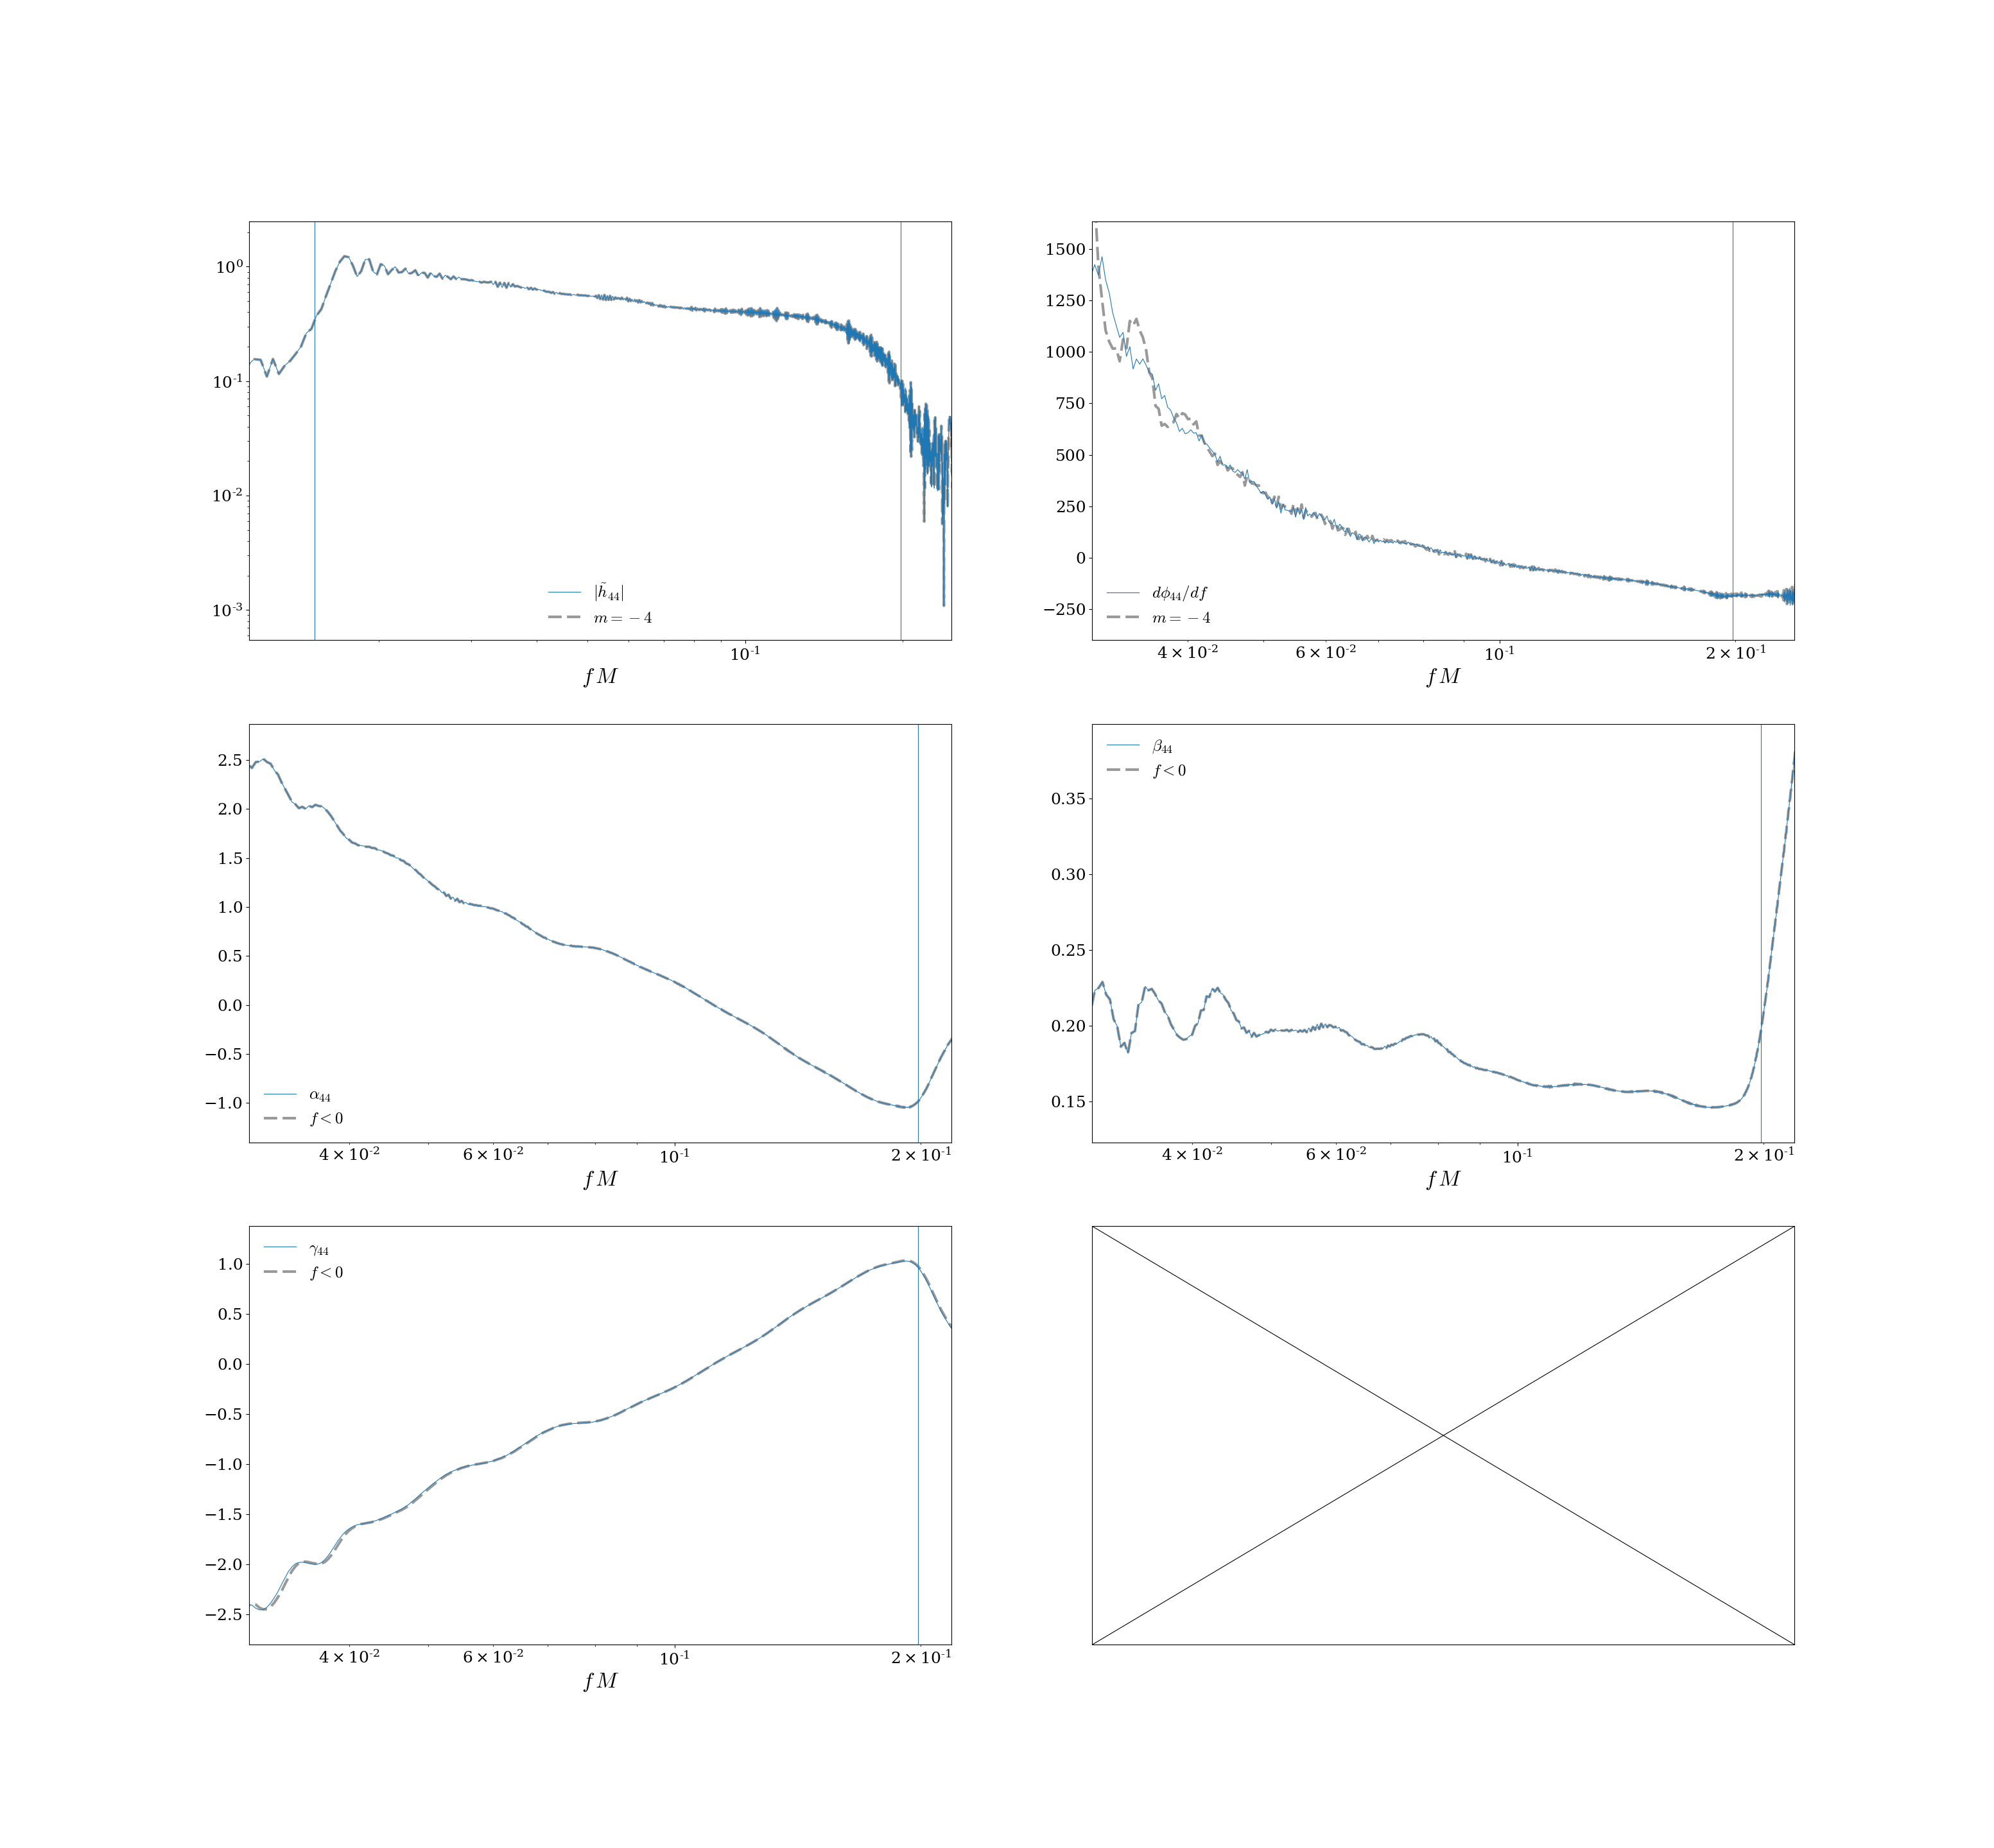 10⁰
10⁻¹
10⁻²
10⁻³
|h̃₄₄|
m = −4
10⁻¹
fM
1500
1250
1000
750
500
250
0
−250
dϕ₄₄/df
m = −4
4 × 10⁻²
6 × 10⁻²
10⁻¹
2 × 10⁻¹
fM
2.5
2.0
1.5
1.0
0.5
0.0
−0.5
−1.0
α₄₄
f < 0
4 × 10⁻²
6 × 10⁻²
10⁻¹
2 × 10⁻¹
fM
β₄₄
f < 0
0.35
0.30
0.25
0.20
0.15
4 × 10⁻²
6 × 10⁻²
10⁻¹
2 × 10⁻¹
fM
γ₄₄
f < 0
1.0
0.5
0.0
−0.5
−1.0
−1.5
−2.0
−2.5
4 × 10⁻²
6 × 10⁻²
10⁻¹
2 × 10⁻¹
fM